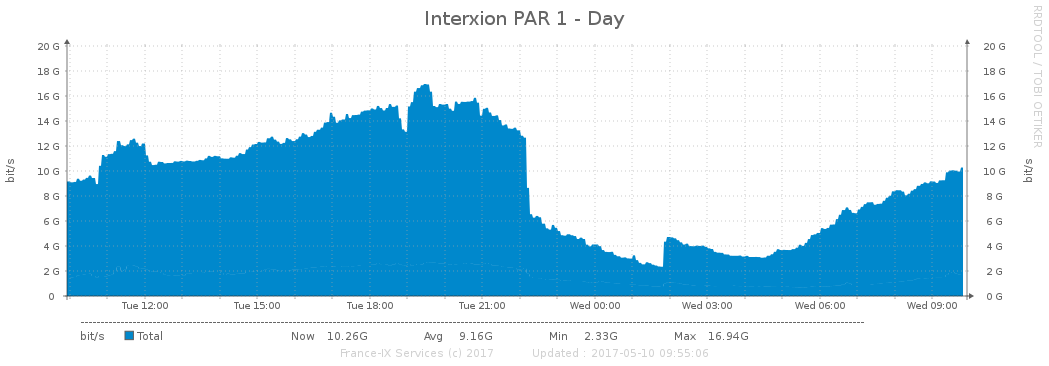 Interxion PAR 1 - Day
RRDTOOL / TOBI OETIKER
bit/s
20 G 20 G
18 G 18 G
16 G 16 G
14 G 14 G
12 G 12 G
10 G 10 G
8 G 8 G
6 G 6 G
4 G 4 G
2 G 2 G
0 0 G
bit/s
Tue 12:00 Tue 15:00 Tue 18:00 Tue 21:00 Wed 00:00 Wed 03:00 Wed 06:00 Wed 09:00
bit/s Total Now 10.26G Avg 9.16G Min 2.33G Max 16.94G
France-IX Services (c) 2017 Updated : 2017-05-10 09:55:06